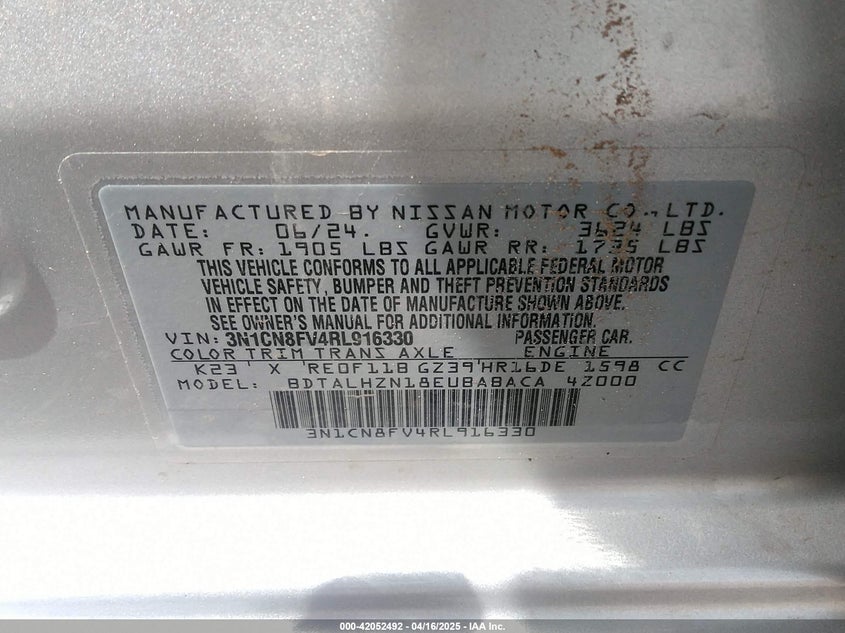 MANUFACTURED BY NISSAN MOTOR CO., LTD.
DATE: 06/24. GVWR: 3624 LBS
GAWR FR: 1905 LBS GAWR RR: 1735 LBS
THIS VEHICLE CONFORMS TO ALL APPLICABLE FEDERAL MOTOR
VEHICLE SAFETY, BUMPER AND THEFT PREVENTION STANDARDS
IN EFFECT ON THE DATE OF MANUFACTURE SHOWN ABOVE.
SEE OWNER'S MANUAL FOR ADDITIONAL INFORMATION.
VIN: 3N1CN8FV4RL916330 PASSENGER CAR.
COLOR TRIM TRANS AXLE ENGINE
K23 X RE0F11B GZ39 HR16DE 1598 CC
MODEL: BDTALHZN18EUBABACA 4Z000
3N1CN8FV4RL916330
000-42052492 - 04/16/2025 - IAA Inc.